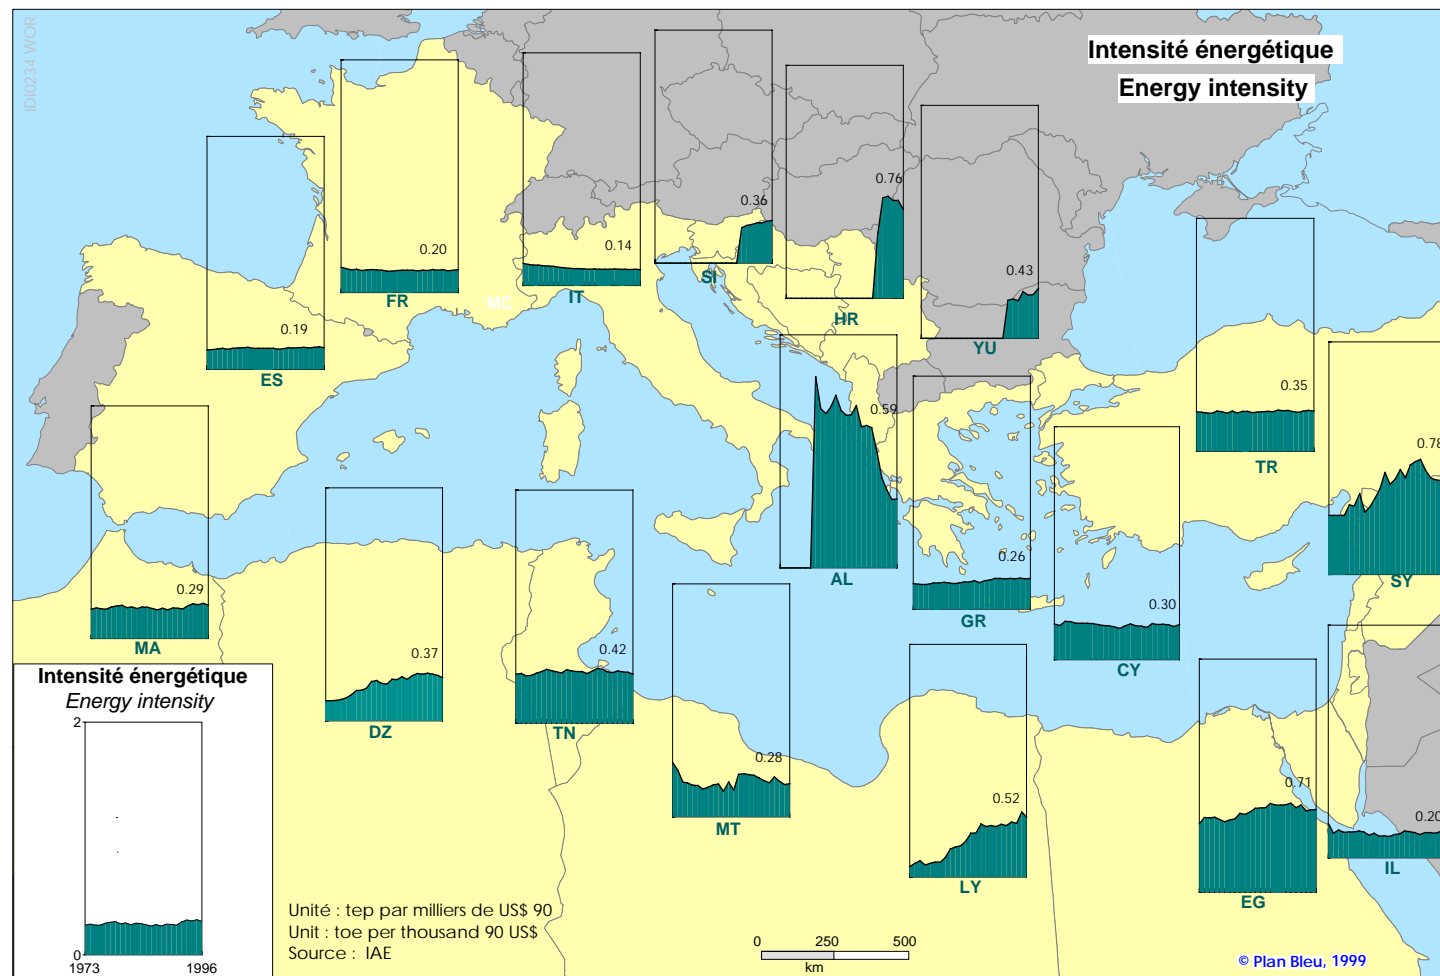 IDI0234.WOR
Intensité énergétique
Energy intensity
0.20
FR
0.14
IT
0.36
SI
0.76
HR
0.43
YU
0.19
ES
MC
0.35
TR
0.78
SY
0.59
AL
0.26
GR
0.30
CY
0.29
MA
0.37
DZ
0.42
TN
0.28
MT
0.52
LY
0.71
EG
0.20
IL
Intensité énergétique
Energy intensity
2
0
1973 1996
Unité : tep par milliers de US$ 90
Unit : toe per thousand 90 US$
Source : IAE
0 250 500
km
© Plan Bleu, 1999